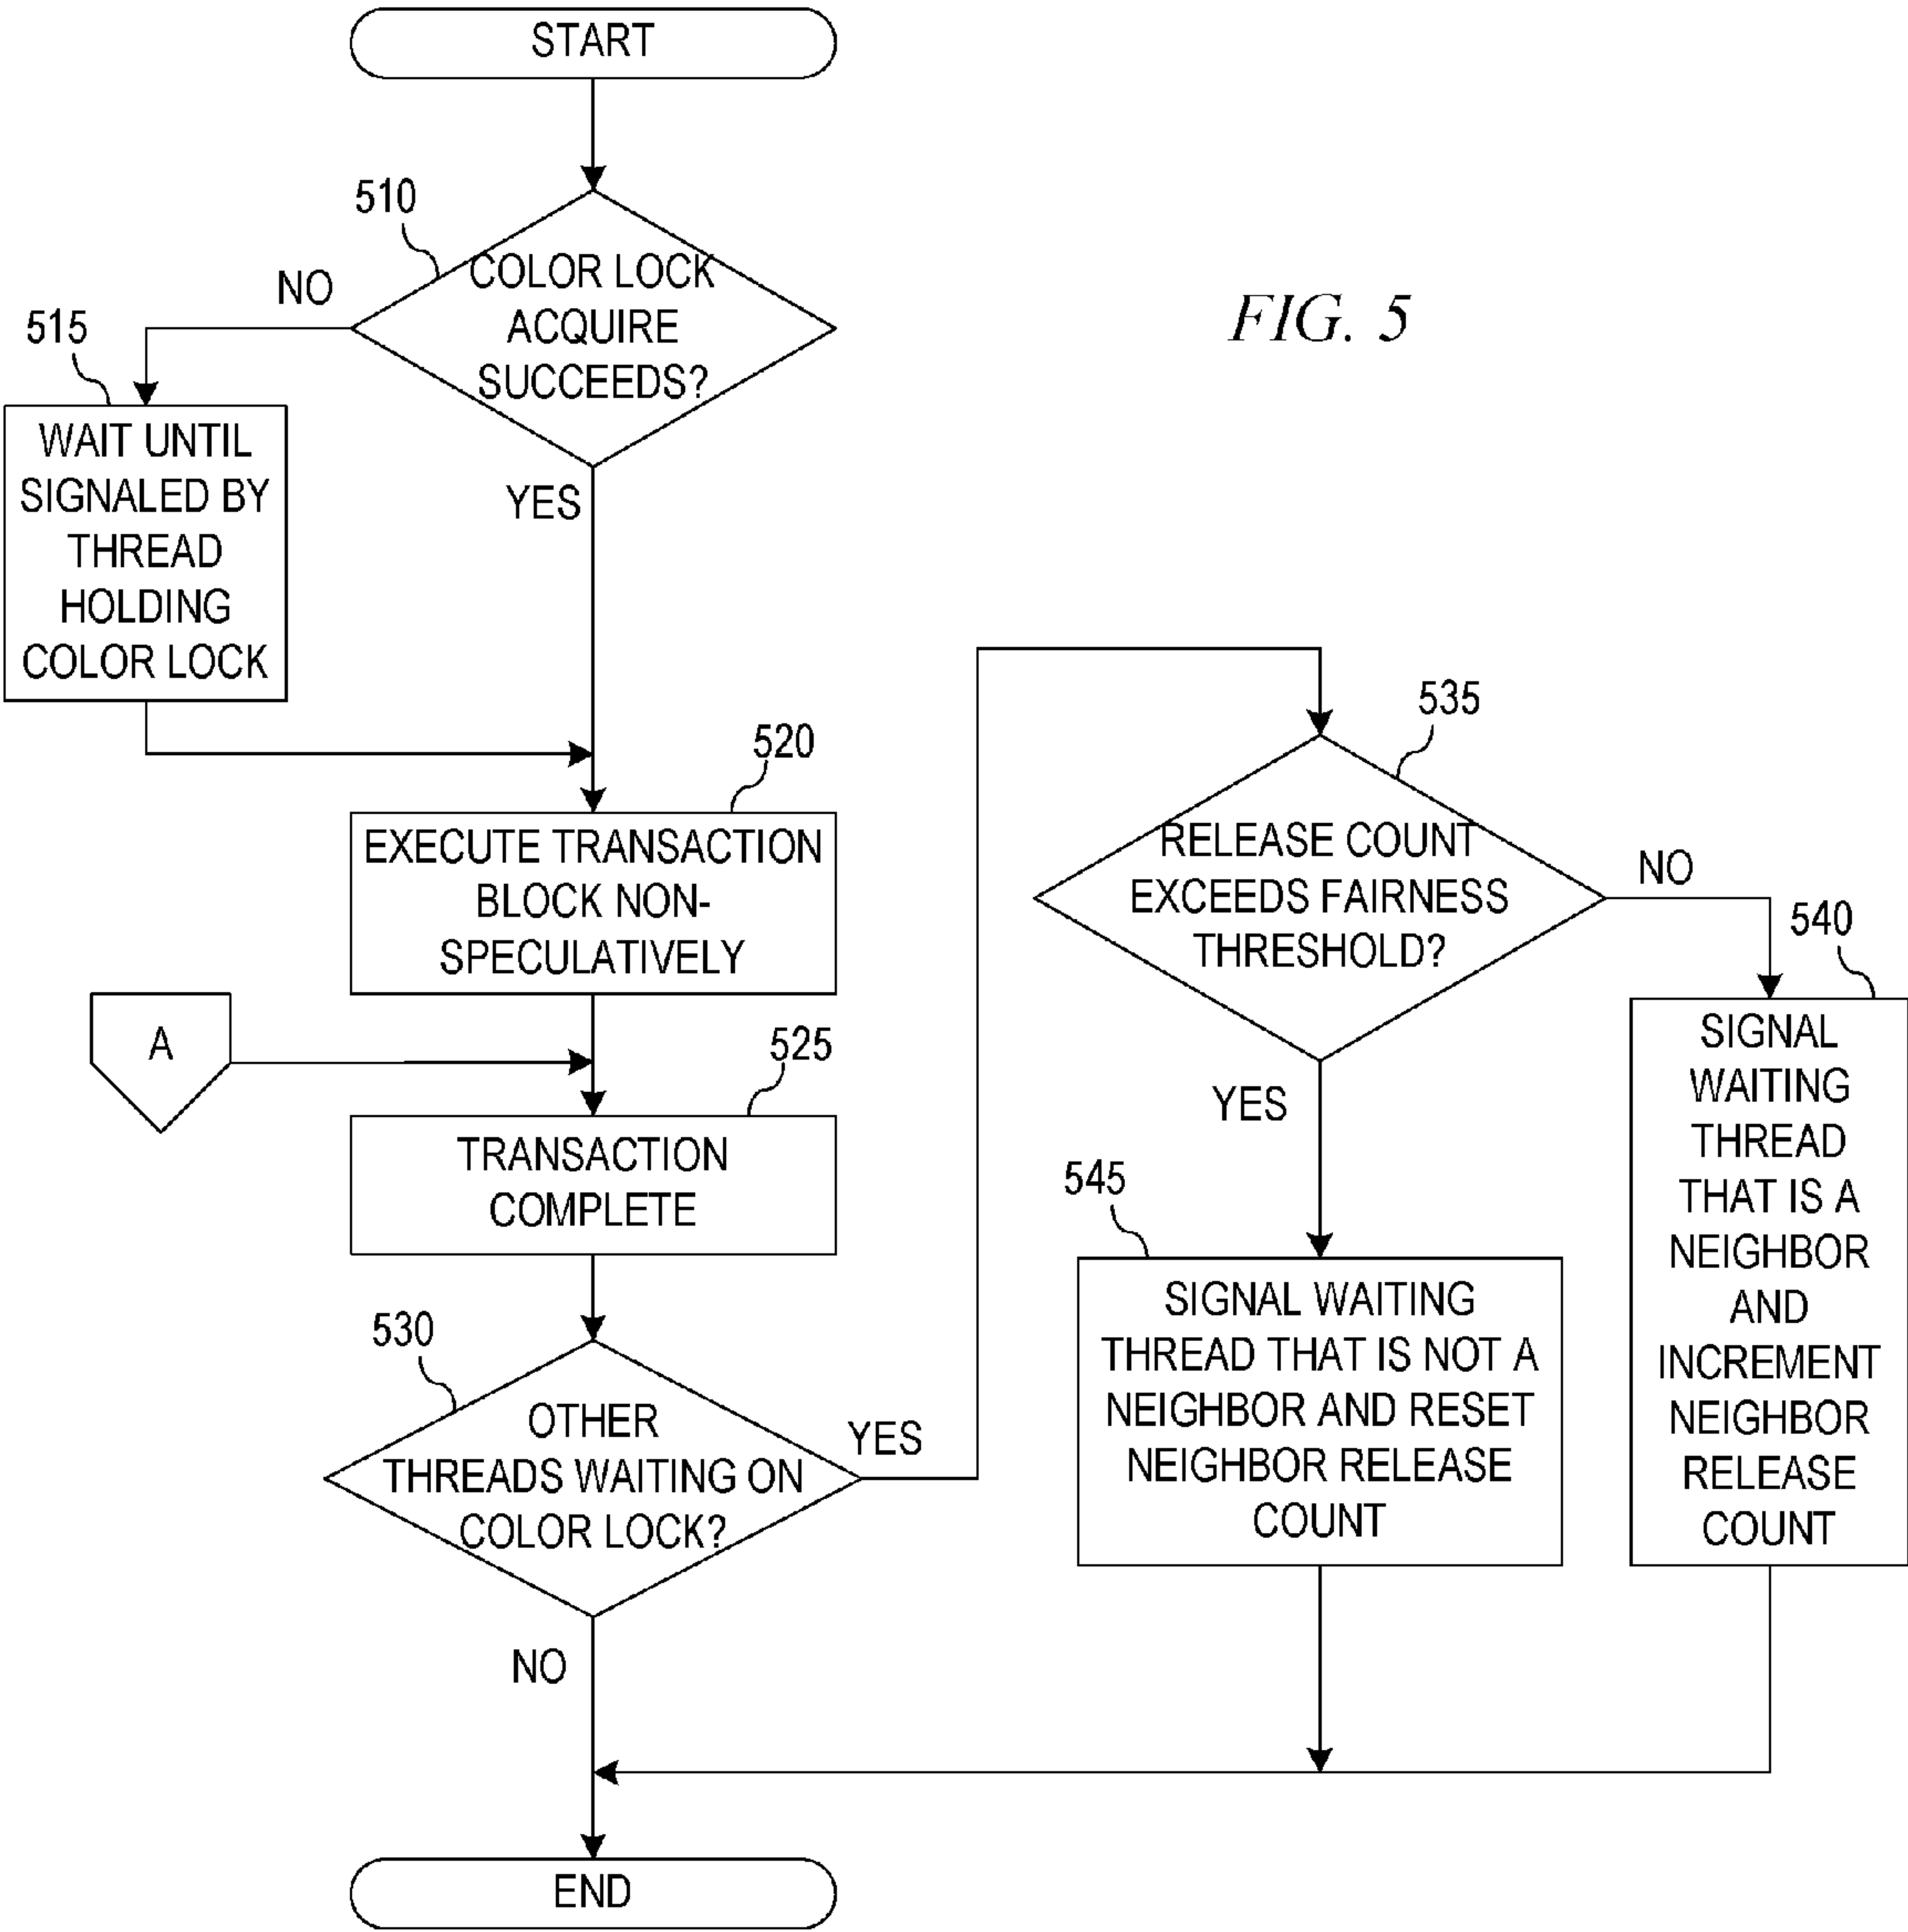 START
510
COLOR LOCK
ACQUIRE
SUCCEEDS?
NO
YES
FIG. 5
515
WAIT UNTIL
SIGNALED BY
THREAD
HOLDING
COLOR LOCK
520
EXECUTE TRANSACTION
BLOCK NON-
SPECULATIVELY
A
525
TRANSACTION
COMPLETE
530
OTHER
THREADS WAITING ON
COLOR LOCK?
YES
NO
535
RELEASE COUNT
EXCEEDS FAIRNESS
THRESHOLD?
NO
YES
540
SIGNAL
WAITING
THREAD
THAT IS A
NEIGHBOR
AND
INCREMENT
NEIGHBOR
RELEASE
COUNT
545
SIGNAL WAITING
THREAD THAT IS NOT A
NEIGHBOR AND RESET
NEIGHBOR RELEASE
COUNT
END